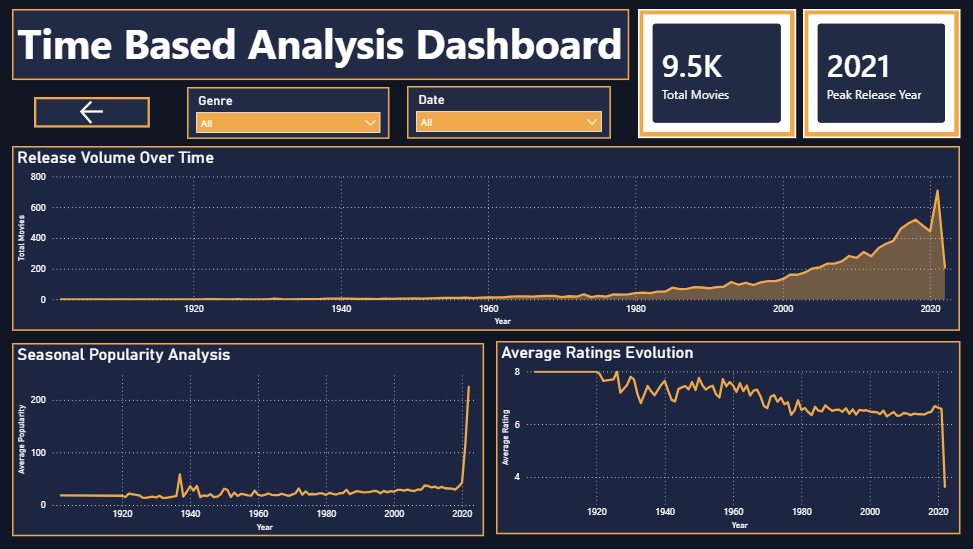 Time Based Analysis Dashboard
9.5K
Total Movies
2021
Peak Release Year
Genre
All
Date
All
Release Volume Over Time
Total Movies
800
600
400
200
0
1920
1940
1960
1980
2000
2020
Year
Seasonal Popularity Analysis
Average Popularity
200
100
0
1920
1940
1960
1980
2000
2020
Year
Average Ratings Evolution
Average Rating
8
6
4
1920
1940
1960
1980
2000
2020
Year